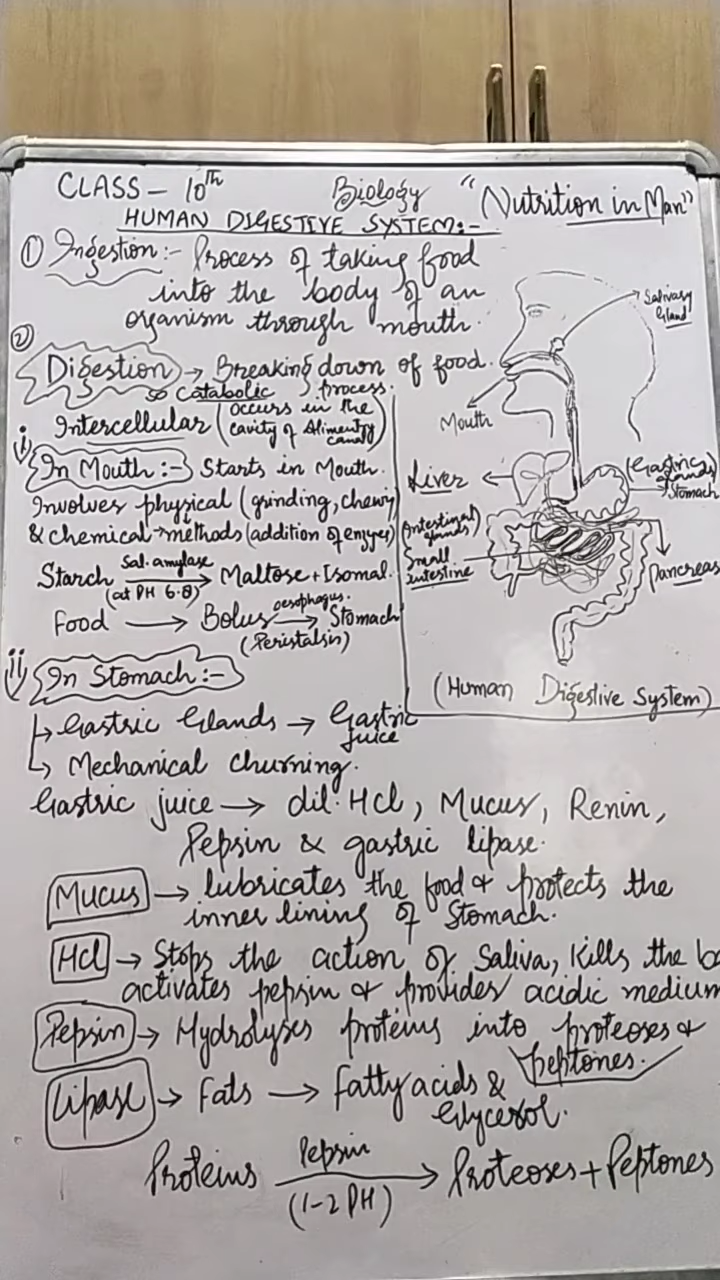 CLASS - 10th Biology "Nutrition in Man"
HUMAN DIGESTIVE SYSTEM:-
① Ingestion :- Process of taking food
into the body of an
organism through mouth.
②
Digestion → Breaking down of food.
so Catabolic process.
Intercellular (occurs in the
cavity of Alimentry
canal)
i) In Mouth :- Starts in Mouth.
Involves physical (grinding, chewing
& chemical → methods (addition of enzymes)
Starch Sal. amylase → Maltose + Isomal.
(at PH 6.8)
Food → Bolus oesophagus. → Stomach
(Peristalsis)
Salivary
Gland
Mouth
Liver
(Gastric
glands)
Stomach
(Intestinal
glands)
Small
intestine
Pancreas
(Human Digestive System)
ii) In Stomach :-
→ Gastric Glands → Gastric
juice
→ Mechanical churning.
Gastric juice → dil. HCl, Mucus, Renin,
Pepsin & gastric lipase.
Mucus → lubricates the food & protects the
inner lining of Stomach.
HCl → Stops the action of Saliva, kills the ba
activates pepsin & provides acidic medium
Pepsin → Hydrolyses proteins into proteoses &
peptones.
Lipase → Fats → Fatty acids &
Glycerol.
Proteins Pepsin → Proteoses + Peptones
(1-2 PH)